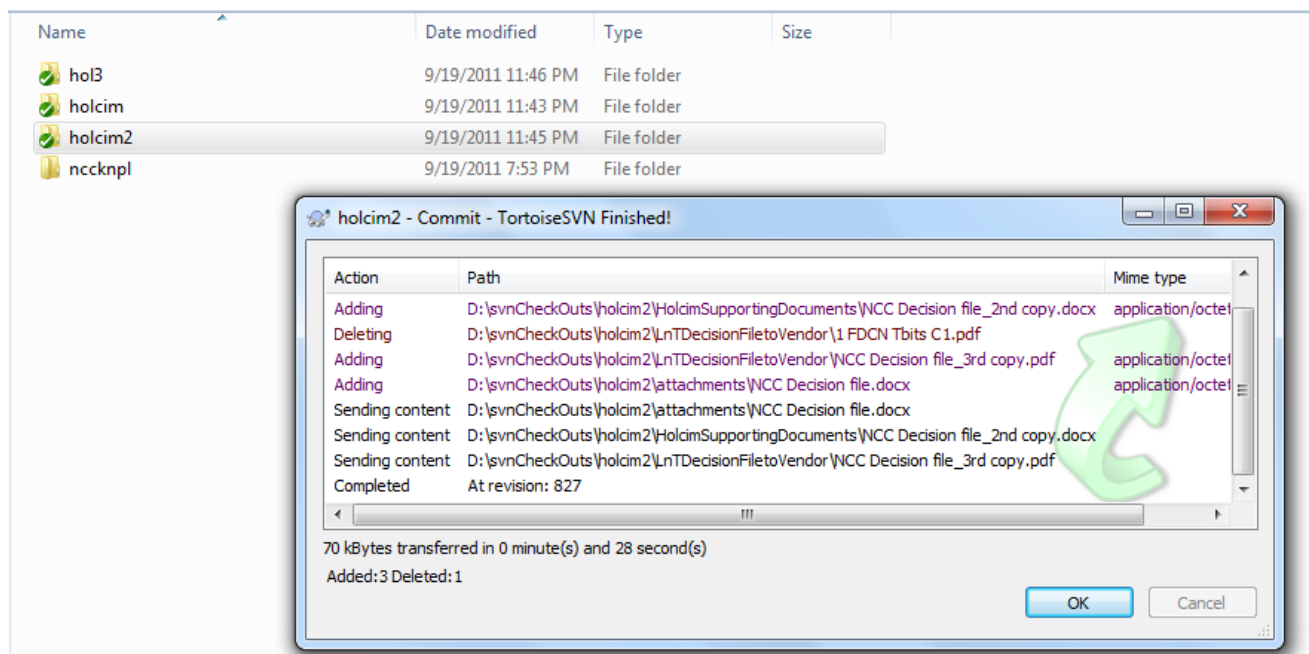 Name Date modified Type Size
hol3 9/19/2011 11:46 PM File folder
holcim 9/19/2011 11:43 PM File folder
holcim2 9/19/2011 11:45 PM File folder
nccknpl 9/19/2011 7:53 PM File folder
holcim2 - Commit - TortoiseSVN Finished!
Action Path Mime type
Adding D:\svnCheckOuts\holcim2\HolcimSupportingDocuments\NCC Decision file_2nd copy.docx application/octet
Deleting D:\svnCheckOuts\holcim2\LnTDecisionFiletoVendor\1 FDCN Tbits C1.pdf
Adding D:\svnCheckOuts\holcim2\LnTDecisionFiletoVendor\NCC Decision file_3rd copy.pdf application/octet
Adding D:\svnCheckOuts\holcim2\attachments\NCC Decision file.docx application/octet
Sending content D:\svnCheckOuts\holcim2\attachments\NCC Decision file.docx
Sending content D:\svnCheckOuts\holcim2\HolcimSupportingDocuments\NCC Decision file_2nd copy.docx
Sending content D:\svnCheckOuts\holcim2\LnTDecisionFiletoVendor\NCC Decision file_3rd copy.pdf
Completed At revision: 827
70 kBytes transferred in 0 minute(s) and 28 second(s)
Added:3 Deleted:1
OK Cancel